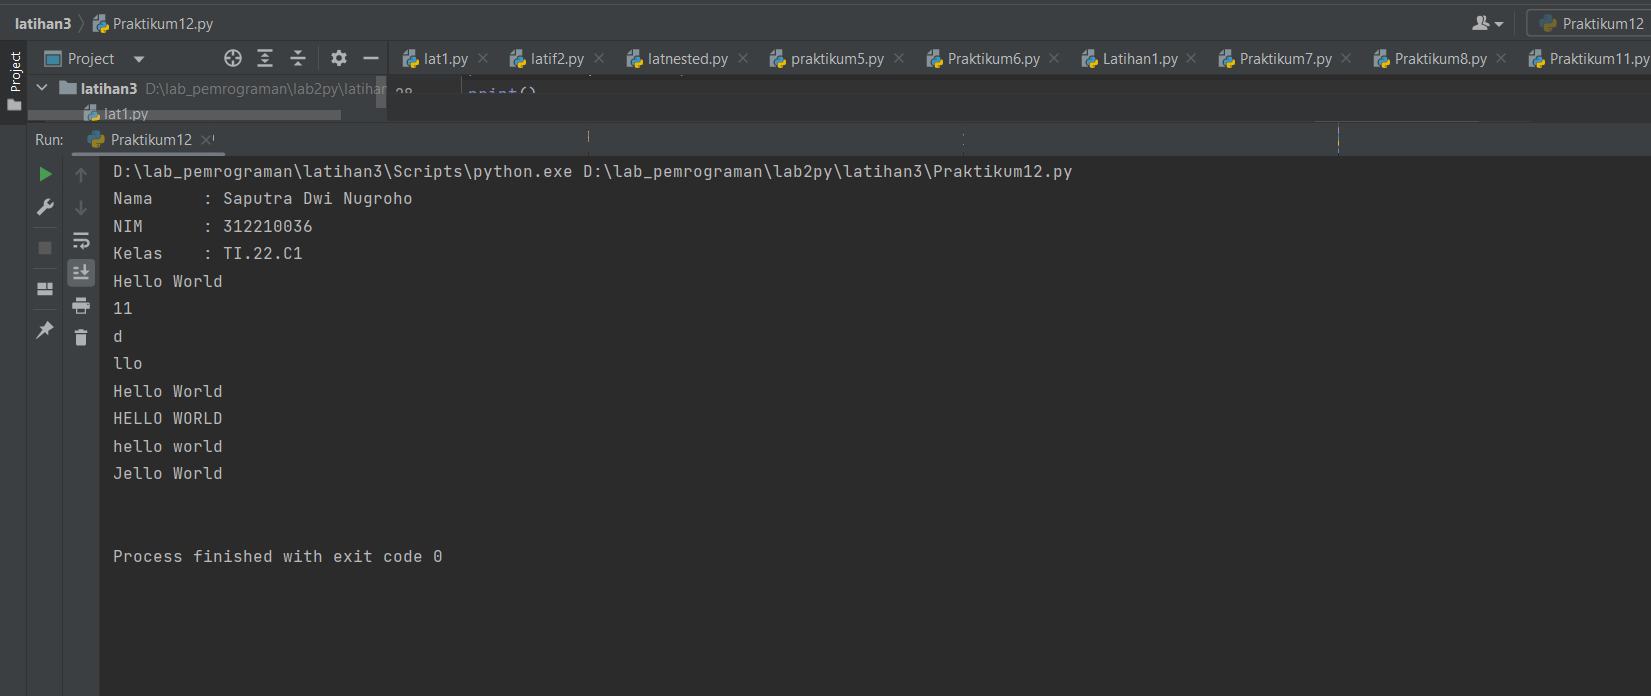 latihan3 Praktikum12.py Praktikum12
Project
Project lat1.py latif2.py latnested.py praktikum5.py Praktikum6.py Latihan1.py Praktikum7.py Praktikum8.py Praktikum11.py
latihan3 D:\lab_pemrograman\lab2py\latihan 28 print()
lat1.py
Run: Praktikum12
D:\lab_pemrograman\latihan3\Scripts\python.exe D:\lab_pemrograman\lab2py\latihan3\Praktikum12.py
Nama : Saputra Dwi Nugroho
NIM : 312210036
Kelas : TI.22.C1
Hello World
11
d
llo
Hello World
HELLO WORLD
hello world
Jello World
Process finished with exit code 0